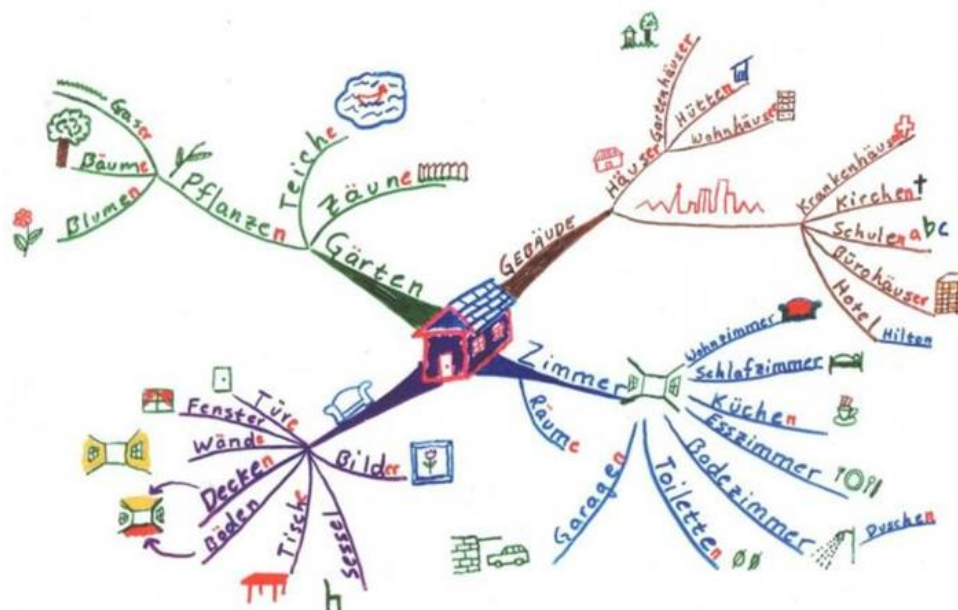 Gaser
Bäume
Blumen
Pflanzen
Teiche
Zäune
Gärten
GEBÄUDE
Häuser
Gartenhäuser
Hütten
Wohnhäuser
Krankenhäuser
Kirchen
Schulen abc
Bürohäuser
Hotel
Hilton
Zimmer
Räume
Wohnzimmer
Schlafzimmer
Küchen
Esszimmer
Badezimmer
Duschen
Toiletten
Garagen
Türe
Fenster
Wände
Decken
Böden
Tische
Sessel
Bilder